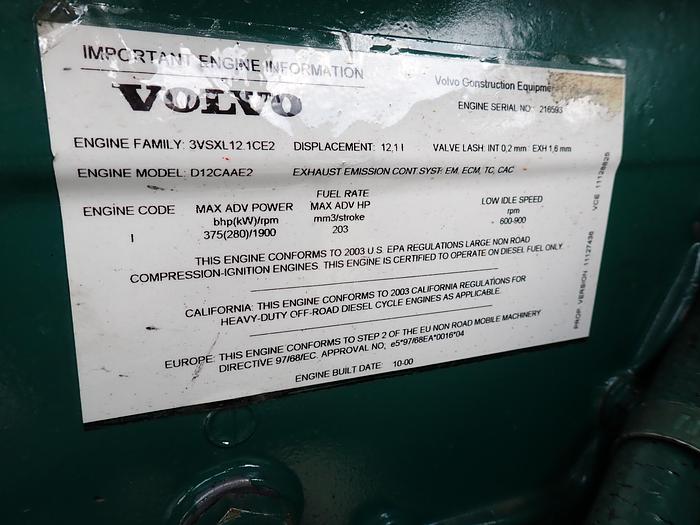 IMPORTANT ENGINE INFORMATION
VOLVO
Volvo Construction Equipme
ENGINE SERIAL NO: 216593
ENGINE FAMILY: 3VSXL12.1CE2 DISPLACEMENT: 12,1 l VALVE LASH: INT 0,2 mm : EXH 1,6 mm
ENGINE MODEL: D12CAAE2 EXHAUST EMISSION CONT SYST: EM, ECM, TC, CAC
FUEL RATE
ENGINE CODE MAX ADV POWER MAX ADV HP LOW IDLE SPEED
bhp(kW)/rpm mm3/stroke rpm
I 375(280)/1900 203 600-900
THIS ENGINE CONFORMS TO 2003 U.S. EPA REGULATIONS LARGE NON ROAD
COMPRESSION-IGNITION ENGINES. THIS ENGINE IS CERTIFIED TO OPERATE ON DIESEL FUEL ONLY.
CALIFORNIA: THIS ENGINE CONFORMS TO 2003 CALIFORNIA REGULATIONS FOR
HEAVY-DUTY OFF-ROAD DIESEL CYCLE ENGINES AS APPLICABLE.
EUROPE: THIS ENGINE CONFORMS TO STEP 2 OF THE EU NON ROAD MOBILE MACHINERY
DIRECTIVE 97/68/EC. APPROVAL NO, e5*97/68EA*0016*04
ENGINE BUILT DATE: 10-00
PROP. VERSION 11127436 VCE 11128825